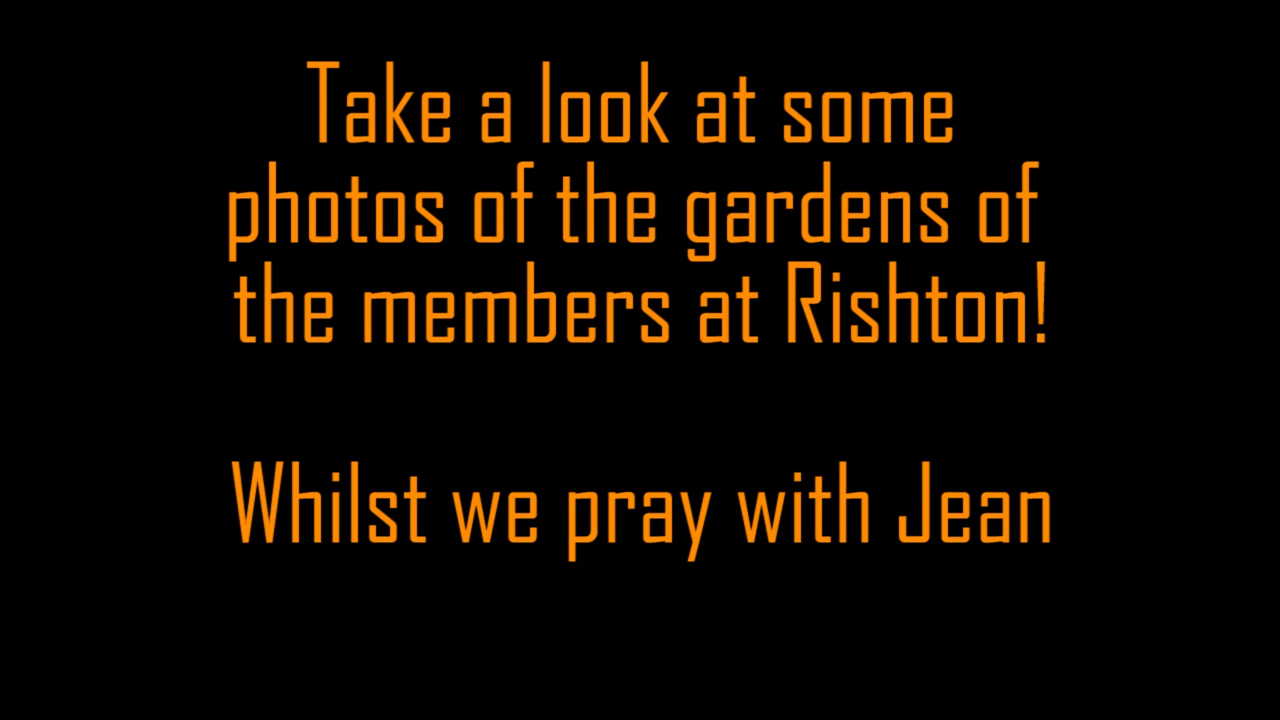 Take a look at some
photos of the gardens of
the members at Rishton!
Whilst we pray with Jean